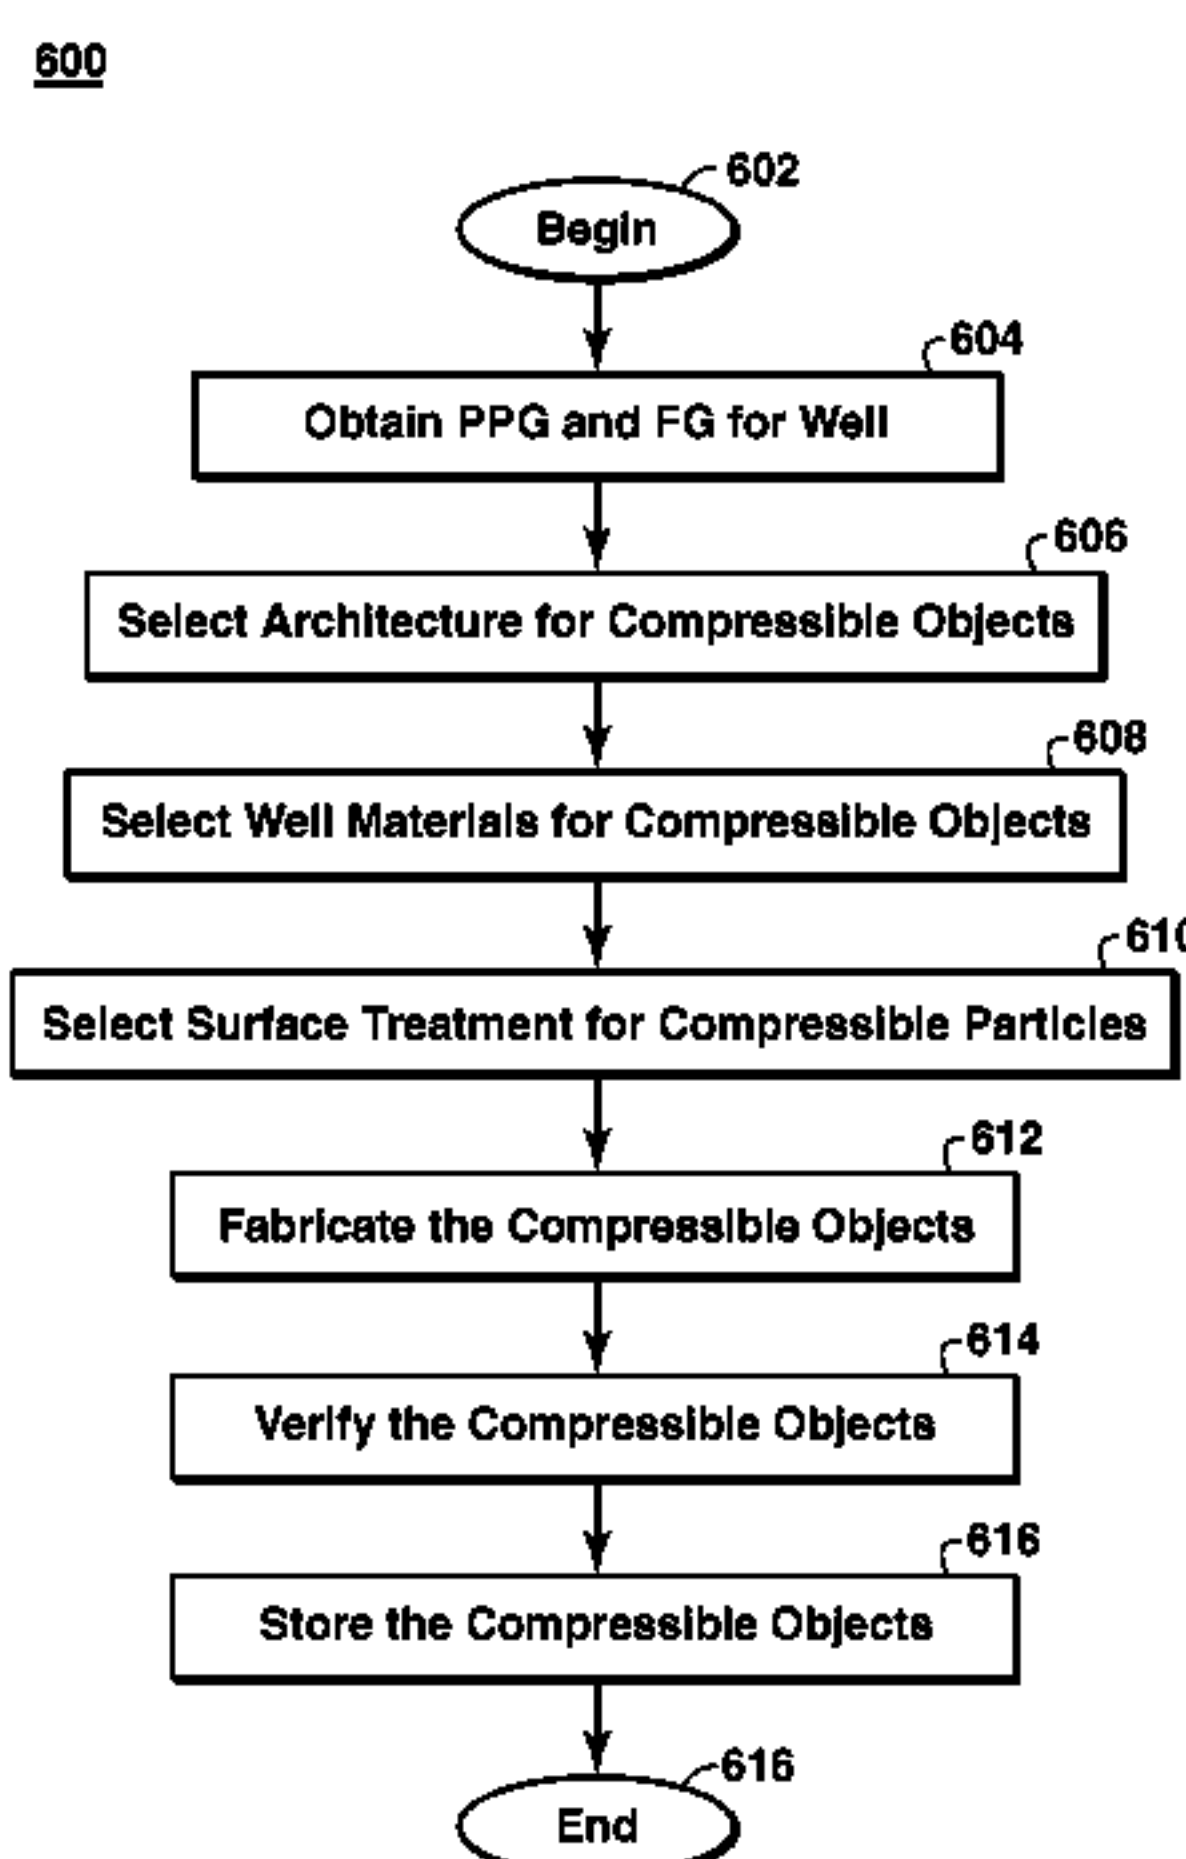 600
602
Begin
604
Obtain PPG and FG for Well
606
Select Architecture for Compressible Objects
608
Select Well Materials for Compressible Objects
610
Select Surface Treatment for Compressible Particles
612
Fabricate the Compressible Objects
614
Verify the Compressible Objects
616
Store the Compressible Objects
616
End